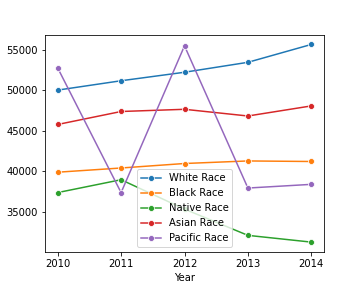 55000
50000
45000
40000
35000
White Race
Black Race
Native Race
Asian Race
Pacific Race
2010
2011
2012
2013
2014
Year